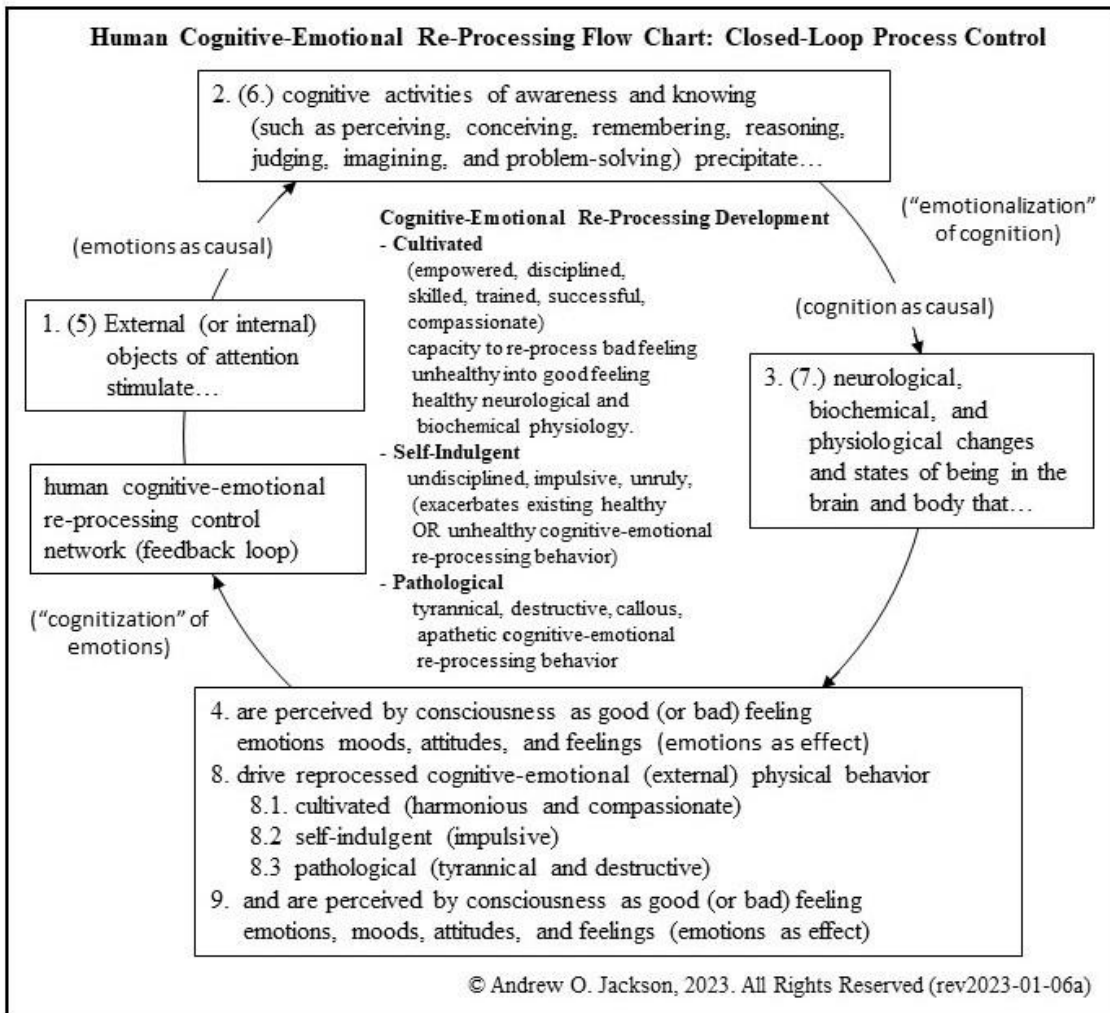 Human Cognitive-Emotional Re-Processing Flow Chart: Closed-Loop Process Control
2. (6.) cognitive activities of awareness and knowing
(such as perceiving, conceiving, remembering, reasoning,
judging, imagining, and problem-solving) precipitate…
(“emotionalization”
of cognition)
(cognition as causal)
3. (7.) neurological,
biochemical, and
physiological changes
and states of being in the
brain and body that…
(emotions as causal)
1. (5) External (or internal)
objects of attention
stimulate…
human cognitive-emotional
re-processing control
network (feedback loop)
(“cognitization” of
emotions)
Cognitive-Emotional Re-Processing Development
- Cultivated
(empowered, disciplined,
skilled, trained, successful,
compassionate)
capacity to re-process bad feeling
unhealthy into good feeling
healthy neurological and
biochemical physiology.
- Self-Indulgent
undisciplined, impulsive, unruly,
(exacerbates existing healthy
OR unhealthy cognitive-emotional
re-processing behavior)
- Pathological
tyrannical, destructive, callous,
apathetic cognitive-emotional
re-processing behavior
4. are perceived by consciousness as good (or bad) feeling
emotions moods, attitudes, and feelings (emotions as effect)
8. drive reprocessed cognitive-emotional (external) physical behavior
8.1. cultivated (harmonious and compassionate)
8.2 self-indulgent (impulsive)
8.3 pathological (tyrannical and destructive)
9. and are perceived by consciousness as good (or bad) feeling
emotions, moods, attitudes, and feelings (emotions as effect)
© Andrew O. Jackson, 2023. All Rights Reserved (rev2023-01-06a)